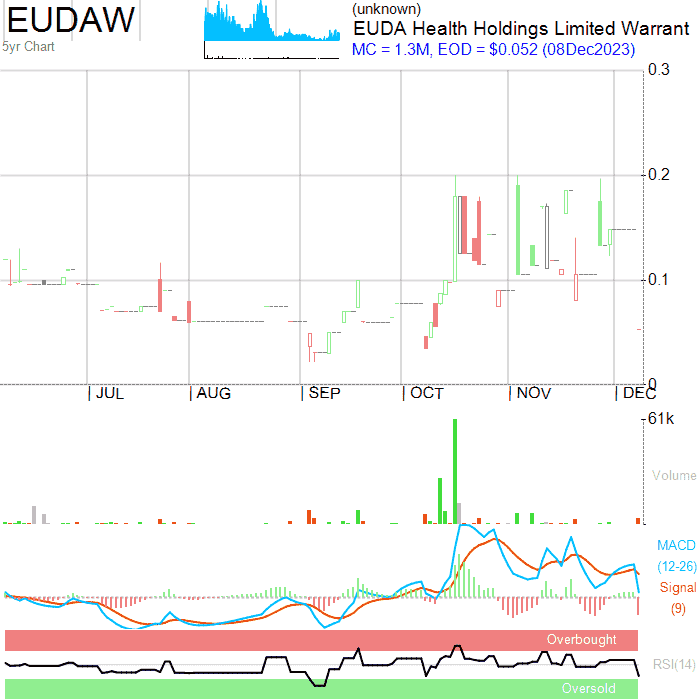 EUDAW
5yr Chart
(unknown)
EUDA Health Holdings Limited Warrant
MC = 1.3M, EOD = $0.052 (08Dec2023)
0.3
0.2
0.1
0
JUL
AUG
SEP
OCT
NOV
DEC
61k
Volume
MACD
(12-26)
Signal
(9)
Overbought
RSI(14)
Oversold